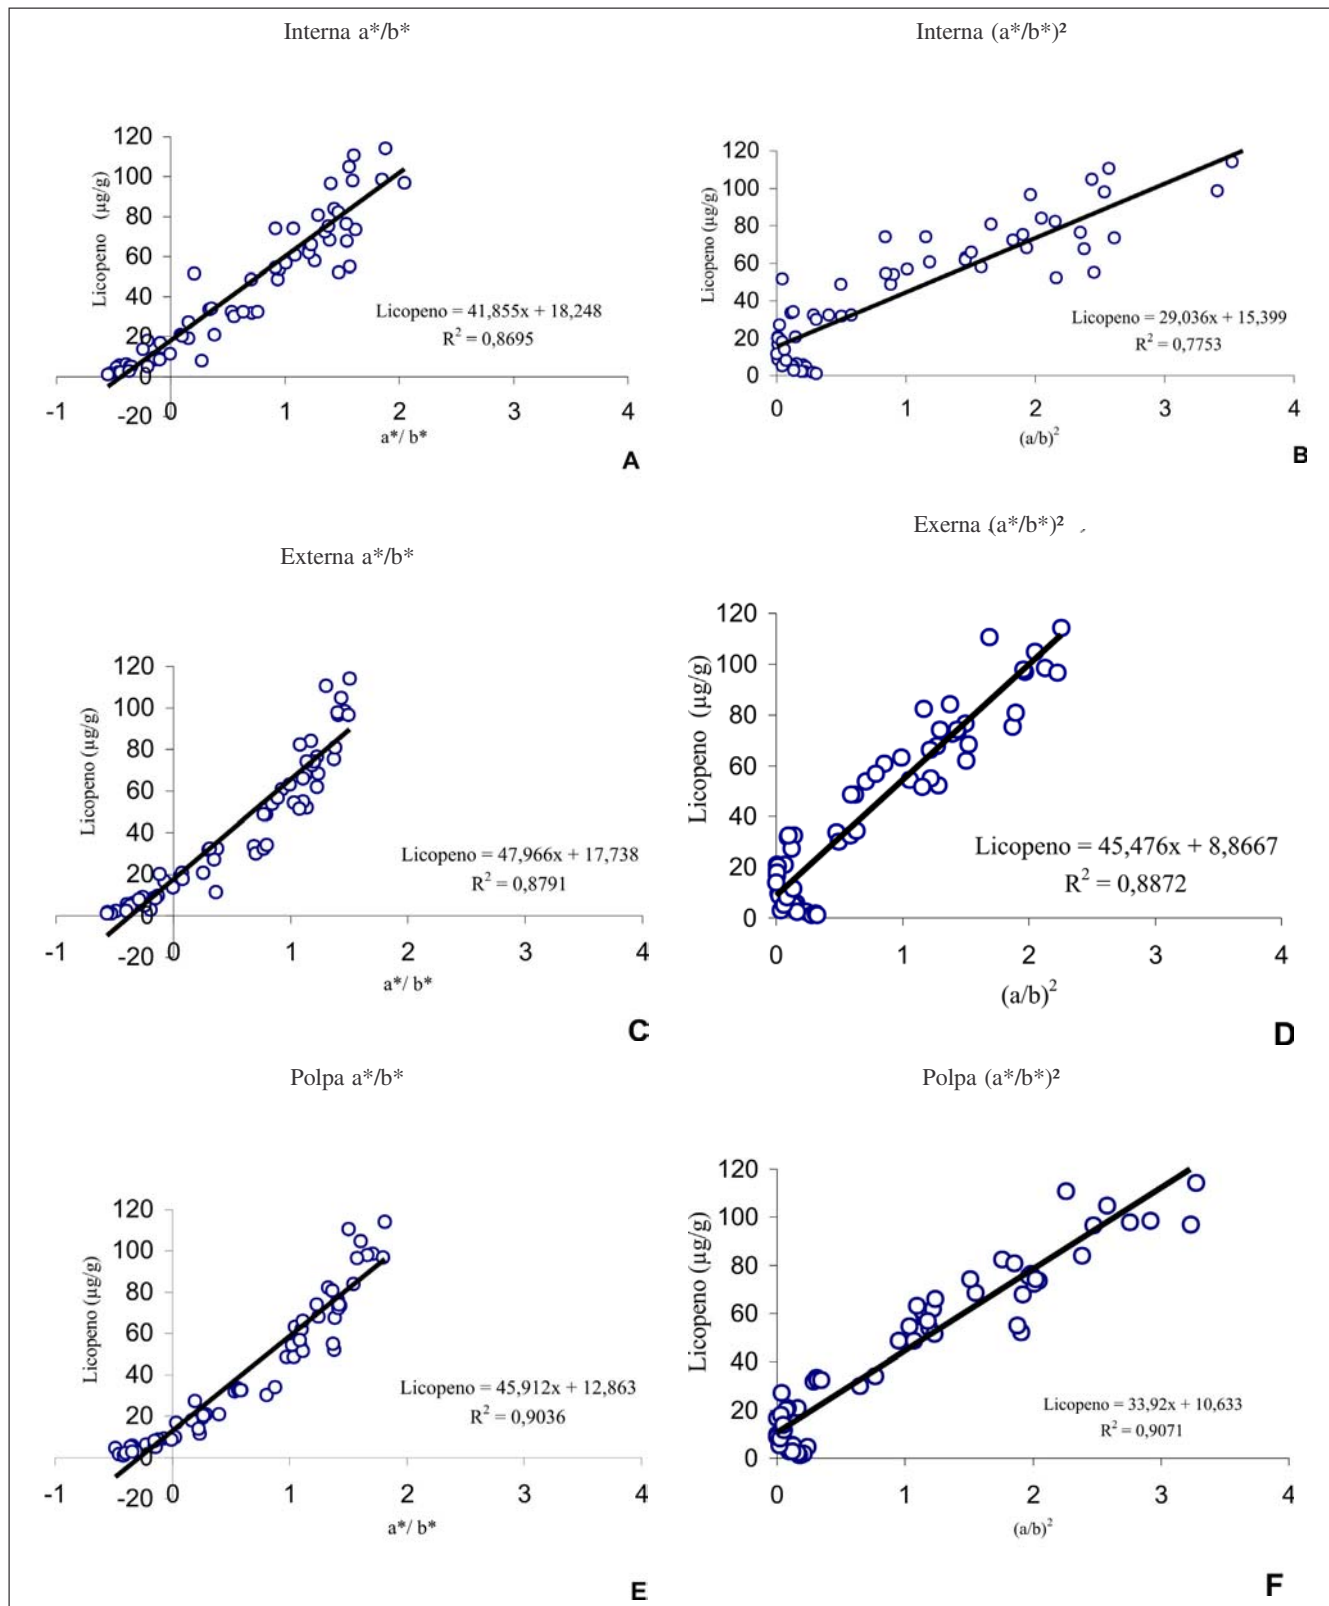 Interna a*/b*
Interna (a*/b*)²
120
100
80
60
40
20
0
-20
Licopeno (µg/g)
Licopeno = 41,855x + 18,248
R² = 0,8695
-1 0 1 2 3 4
a*/ b*
A
120
100
80
60
40
20
0
Licopeno (µg/g)
Licopeno = 29,036x + 15,399
R² = 0,7753
0 1 2 3 4
(a/b)²
B
Externa a*/b*
Exerna (a*/b*)²
120
100
80
60
40
20
0
-20
Licopeno (µg/g)
Licopeno = 47,966x + 17,738
R² = 0,8791
-1 0 1 2 3 4
a*/ b*
C
120
100
80
60
40
20
0
Licopeno (µg/g)
Licopeno = 45,476x + 8,8667
R² = 0,8872
0 1 2 3 4
(a/b)²
D
Polpa a*/b*
Polpa (a*/b*)²
120
100
80
60
40
20
0
-20
Licopeno (µg/g)
Licopeno = 45,912x + 12,863
R² = 0,9036
-1 0 1 2 3 4
a*/ b*
E
120
100
80
60
40
20
0
Licopeno (µg/g)
Licopeno = 33,92x + 10,633
R² = 0,9071
0 1 2 3 4
(a/b)²
F